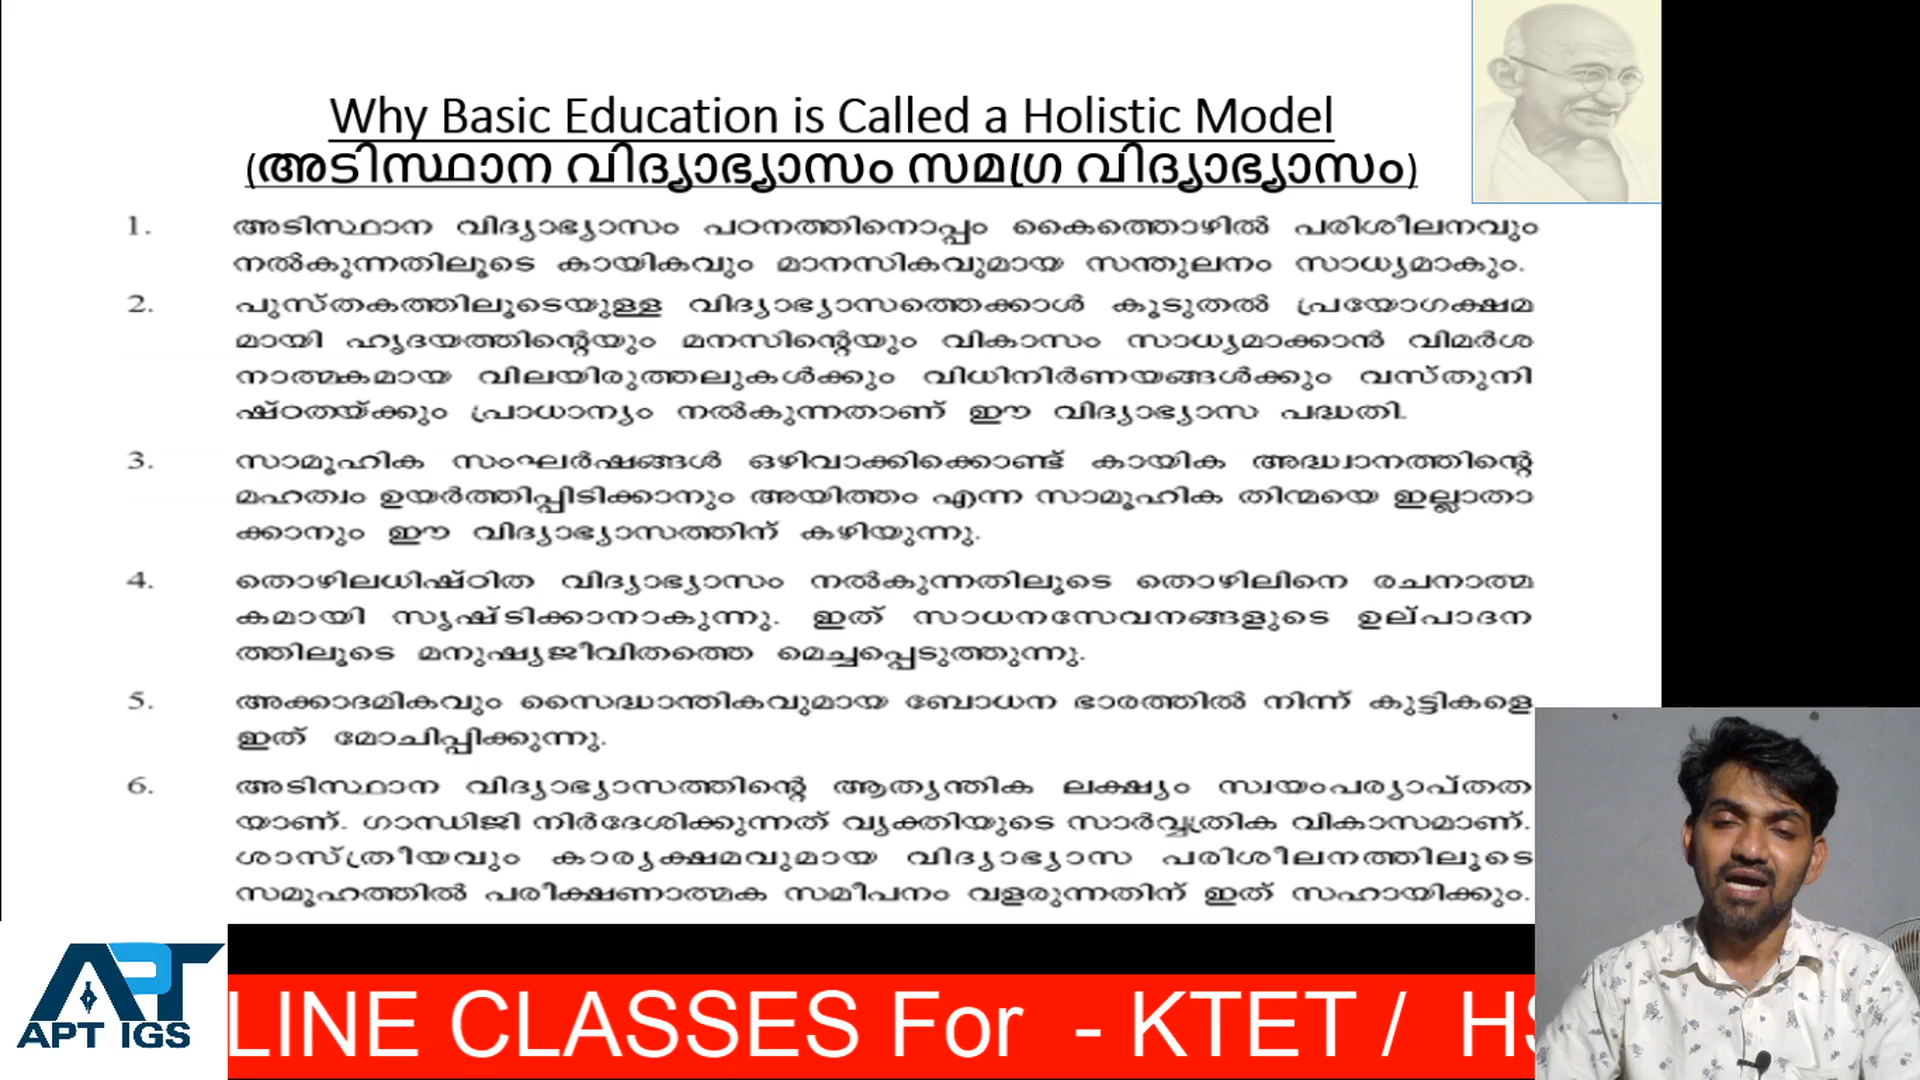 Why Basic Education is Called a Holistic Model
(അടിസ്ഥാന വിദ്യാഭ്യാസം സമഗ്ര വിദ്യാഭ്യാസം)
1. അടിസ്ഥാന വിദ്യാഭ്യാസം പഠനത്തിനൊപ്പം കൈത്തൊഴിൽ പരിശീലനവും
നൽകുന്നതിലൂടെ കായികവും മാനസികവുമായ സന്തുലനം സാധ്യമാകും.
2. പുസ്തകത്തിലൂടെയുള്ള വിദ്യാഭ്യാസത്തെക്കാൾ കൂടുതൽ പ്രയോഗക്ഷമ
മായി ഹൃദയത്തിന്റെയും മനസിന്റെയും വികാസം സാധ്യമാക്കാൻ വിമർശ
നാത്മകമായ വിലയിരുത്തലുകൾക്കും വിധിനിർണയങ്ങൾക്കും വസ്തുനി
ഷ്ഠതയ്ക്കും പ്രാധാന്യം നൽകുന്നതാണ് ഈ വിദ്യാഭ്യാസ പദ്ധതി.
3. സാമൂഹിക സംഘർഷങ്ങൾ ഒഴിവാക്കിക്കൊണ്ട് കായിക അദ്ധ്വാനത്തിന്റെ
മഹത്വം ഉയർത്തിപ്പിടിക്കാനും അയിത്തം എന്ന സാമൂഹിക തിന്മയെ ഇല്ലാതാ
ക്കാനും ഈ വിദ്യാഭ്യാസത്തിന് കഴിയുന്നു.
4. തൊഴിലധിഷ്ഠിത വിദ്യാഭ്യാസം നൽകുന്നതിലൂടെ തൊഴിലിനെ രചനാത്മ
കമായി സൃഷ്ടിക്കാനാകുന്നു. ഇത് സാധനസേവനങ്ങളുടെ ഉല്പാദന
ത്തിലൂടെ മനുഷ്യജീവിതത്തെ മെച്ചപ്പെടുത്തുന്നു.
5. അക്കാദമികവും സൈദ്ധാന്തികവുമായ ബോധന ഭാരത്തിൽ നിന്ന് കുട്ടികളെ
ഇത് മോചിപ്പിക്കുന്നു.
6. അടിസ്ഥാന വിദ്യാഭ്യാസത്തിന്റെ ആത്യന്തിക ലക്ഷ്യം സ്വയംപര്യാപ്തത
യാണ്. ഗാന്ധിജി നിർദേശിക്കുന്നത് വ്യക്തിയുടെ സാർവ്വത്രിക വികാസമാണ്.
ശാസ്ത്രീയവും കാര്യക്ഷമവുമായ വിദ്യാഭ്യാസ പരിശീലനത്തിലൂടെ
സമൂഹത്തിൽ പരീക്ഷണാത്മക സമീപനം വളരുന്നതിന് ഇത് സഹായിക്കും.
APT
APT IGS
LINE CLASSES For - KTET / HS